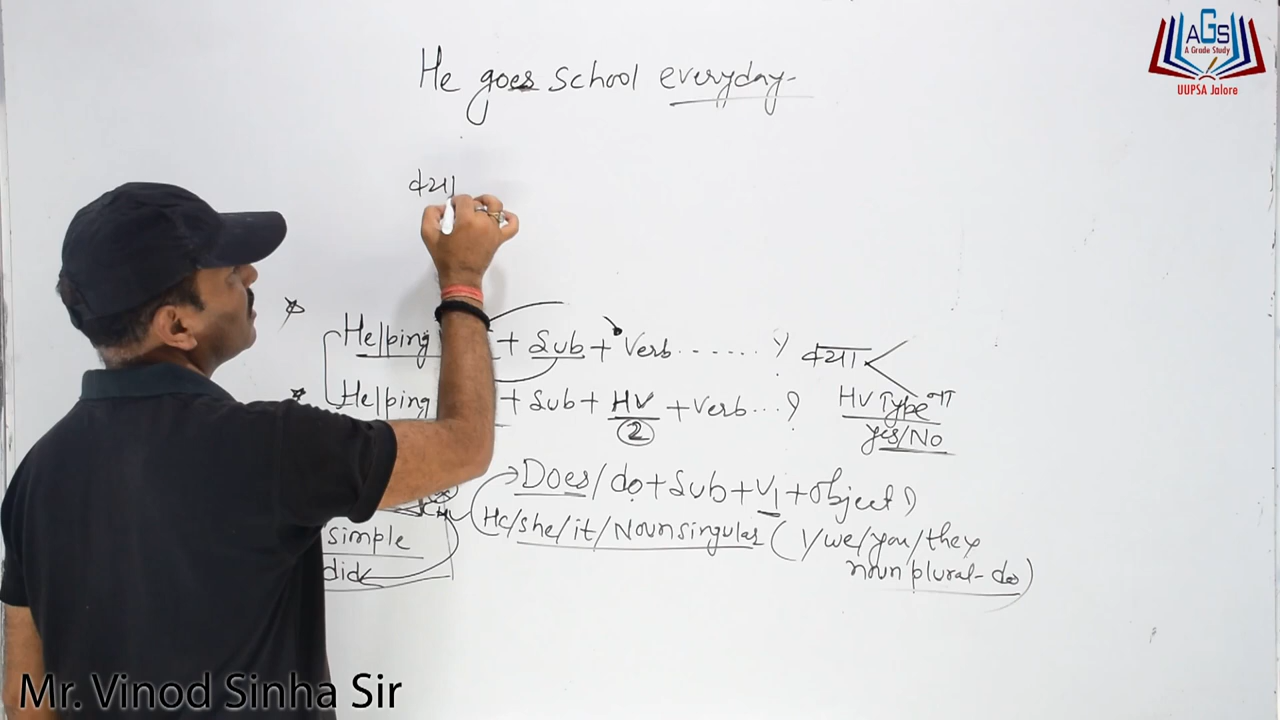 AGS
A Grade Study
UUPSA Jalore
He goes school everyday-
क्या
Helping + Sub + Verb ...... ?
क्या
Helping + Sub + HV + Verb...?
2
HV Type
Yes/No
Does/do+Sub+V1+object?
He/she/it/Nounsingular (I/we/you/they
noun plural-do)
simple
did
Mr. Vinod Sinha Sir